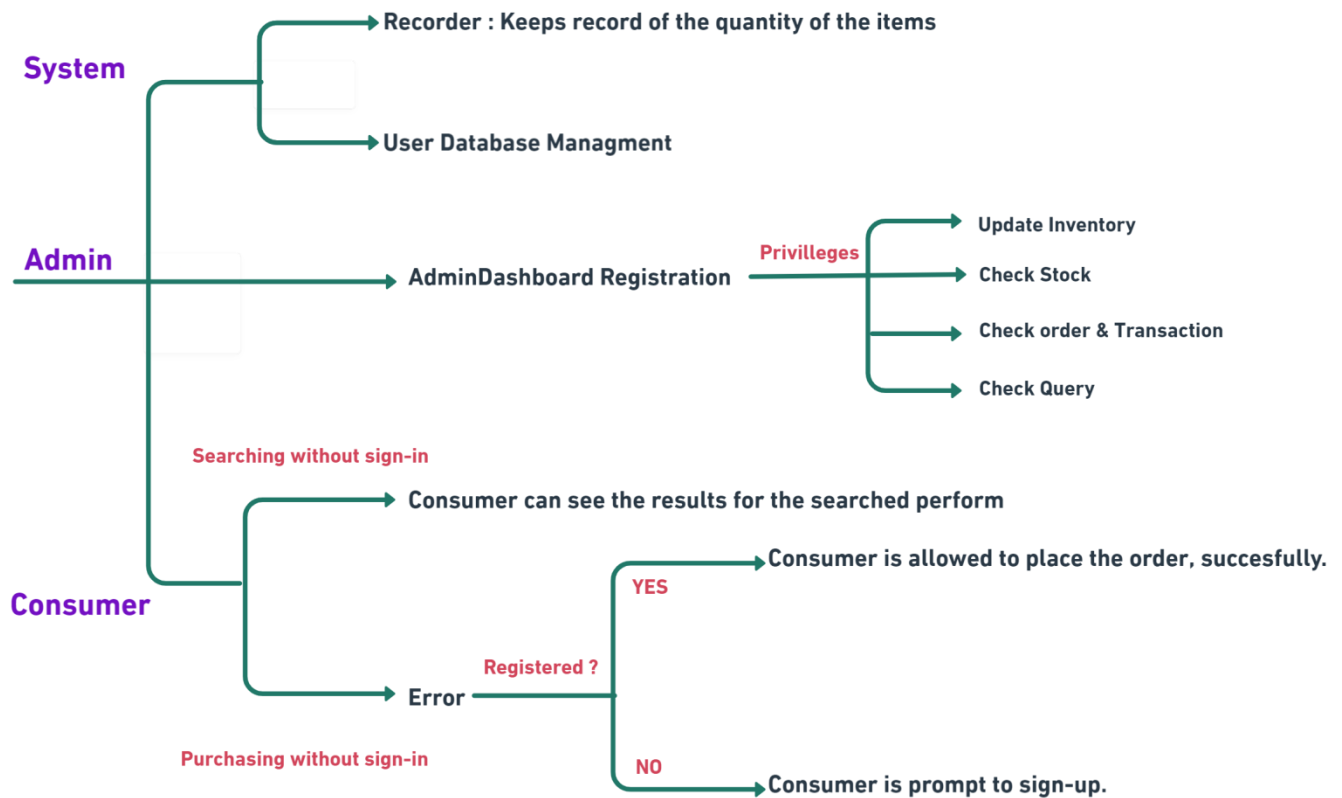 Recorder : Keeps record of the quantity of the items
System
User Database Managment
Admin
AdminDashboard Registration
Privilleges
Update Inventory
Check Stock
Check order & Transaction
Check Query
Searching without sign-in
Consumer can see the results for the searched perform
Consumer
Error
Registered ?
YES
Consumer is allowed to place the order, succesfully.
NO
Consumer is prompt to sign-up.
Purchasing without sign-in